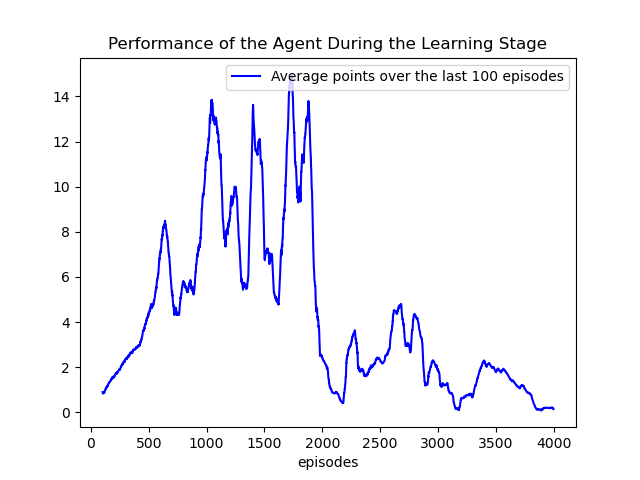 Performance of the Agent During the Learning Stage
Average points over the last 100 episodes
14
12
10
8
6
4
2
0
0 500 1000 1500 2000 2500 3000 3500 4000
episodes